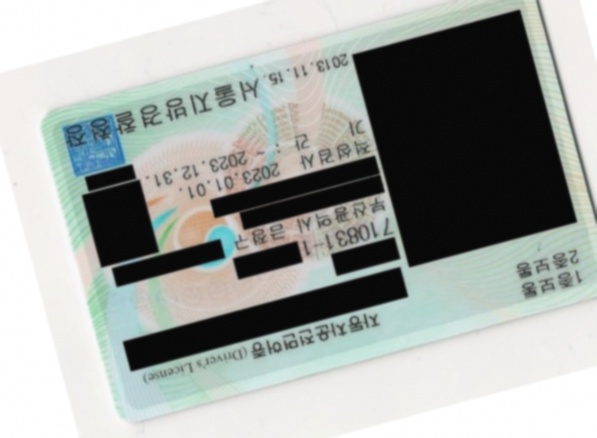 자동차운전면허증 (Driver's License)
1종보통
2종보통
710831-1
부산광역시 금정구
적성검사 2023.01.01.
기 간 : ~ 2023.12.31.
2013.11.15.
서울지방경찰청장